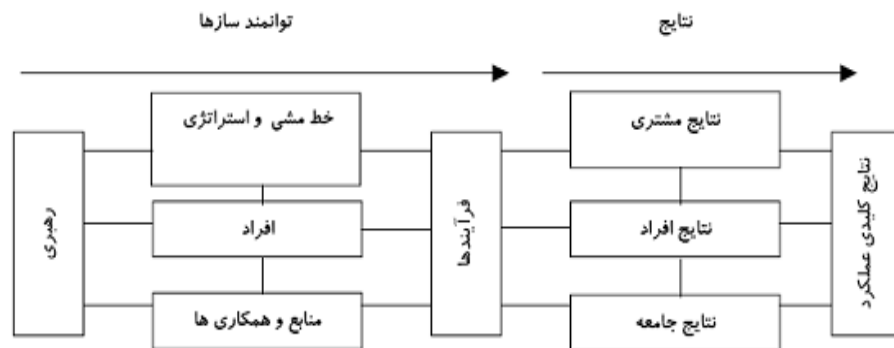 توانمند سازها
نتایج
رهبری
خط مشی و استراتژی
افراد
منابع و همکاری ها
فرآیندها
نتایج مشتری
نتایج افراد
نتایج جامعه
نتایج کلیدی عملکرد